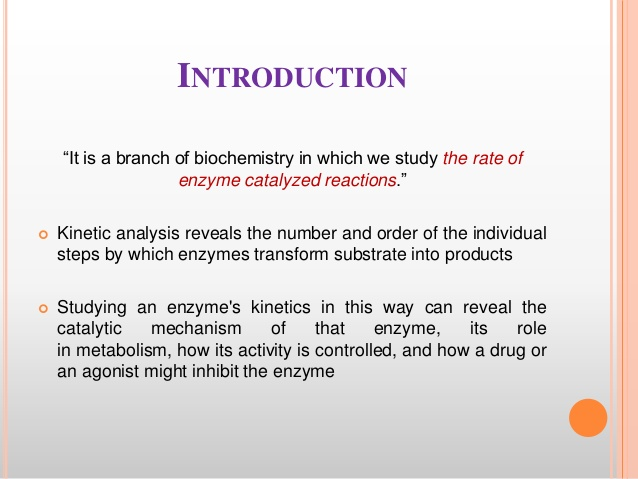 INTRODUCTION
“It is a branch of biochemistry in which we study the rate of
enzyme catalyzed reactions.”
Kinetic analysis reveals the number and order of the individual
steps by which enzymes transform substrate into products
Studying an enzyme's kinetics in this way can reveal the
catalytic mechanism of that enzyme, its role
in metabolism, how its activity is controlled, and how a drug or
an agonist might inhibit the enzyme